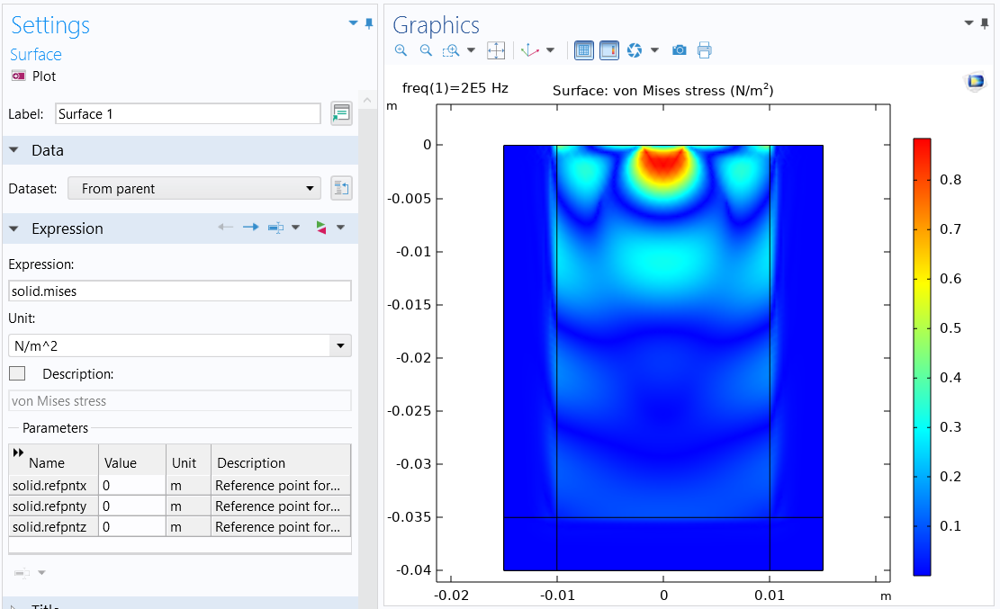 Settings
Surface
Plot
Label: Surface 1
Data
Dataset: From parent
Expression
Expression:
solid.mises
Unit:
N/m^2
Description:
von Mises stress
Parameters
Name Value Unit Description
solid.refpntx 0 m Reference point for...
solid.refpnty 0 m Reference point for...
solid.refpntz 0 m Reference point for...
Title
Graphics
freq(1)=2E5 Hz Surface: von Mises stress (N/m²)
m
0
-0.005
-0.01
-0.015
-0.02
-0.025
-0.03
-0.035
-0.04
-0.02 -0.01 0 0.01 m
0.8
0.7
0.6
0.5
0.4
0.3
0.2
0.1